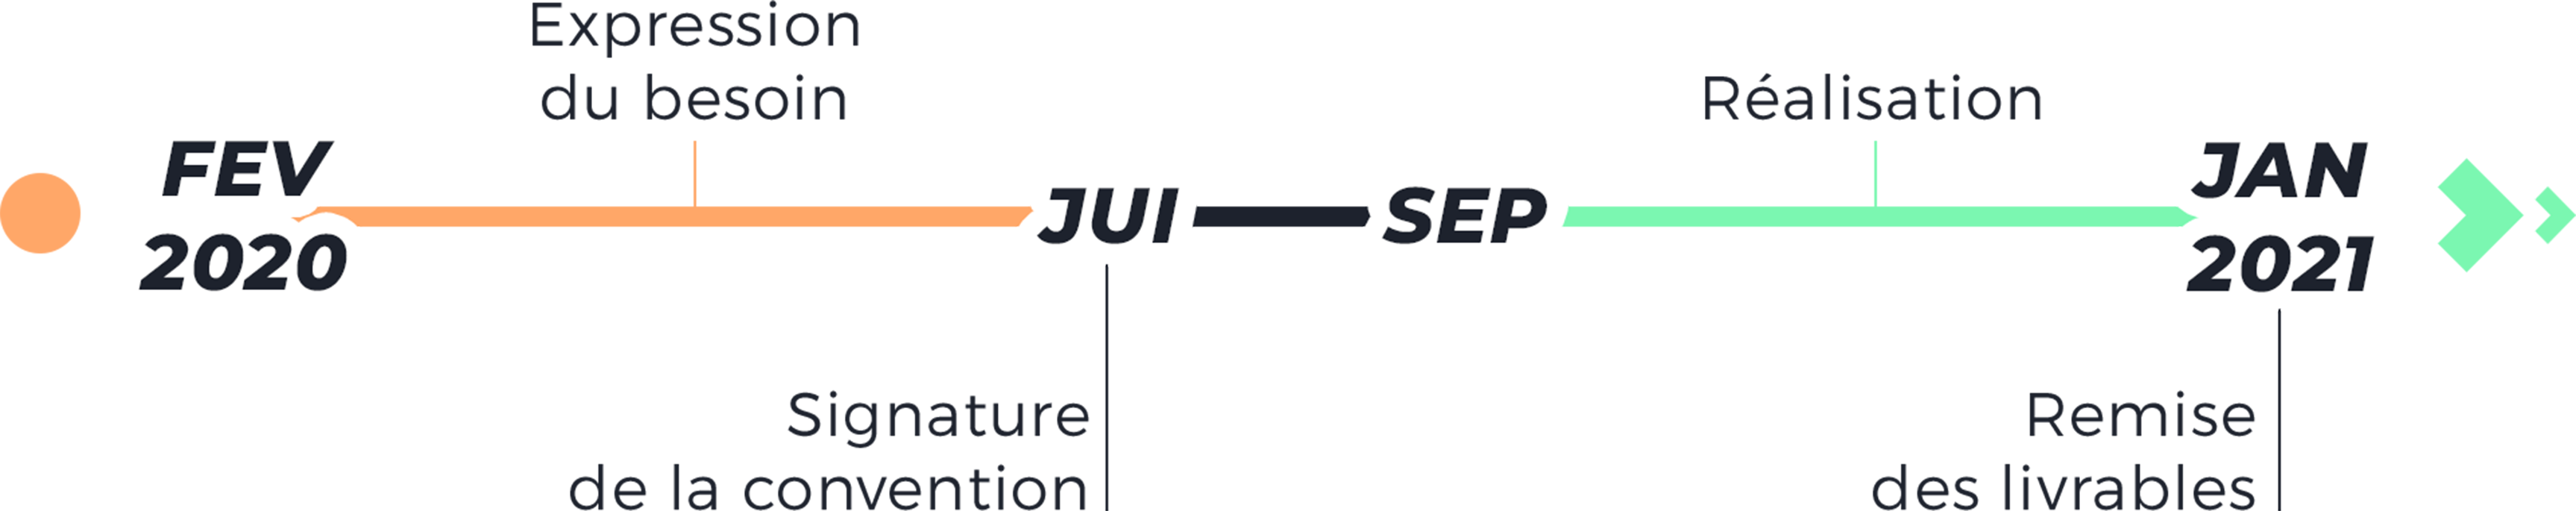 Expression
du besoin
Réalisation
FEV
2020
JUI
SEP
JAN
2021
Signature
de la convention
Remise
des livrables